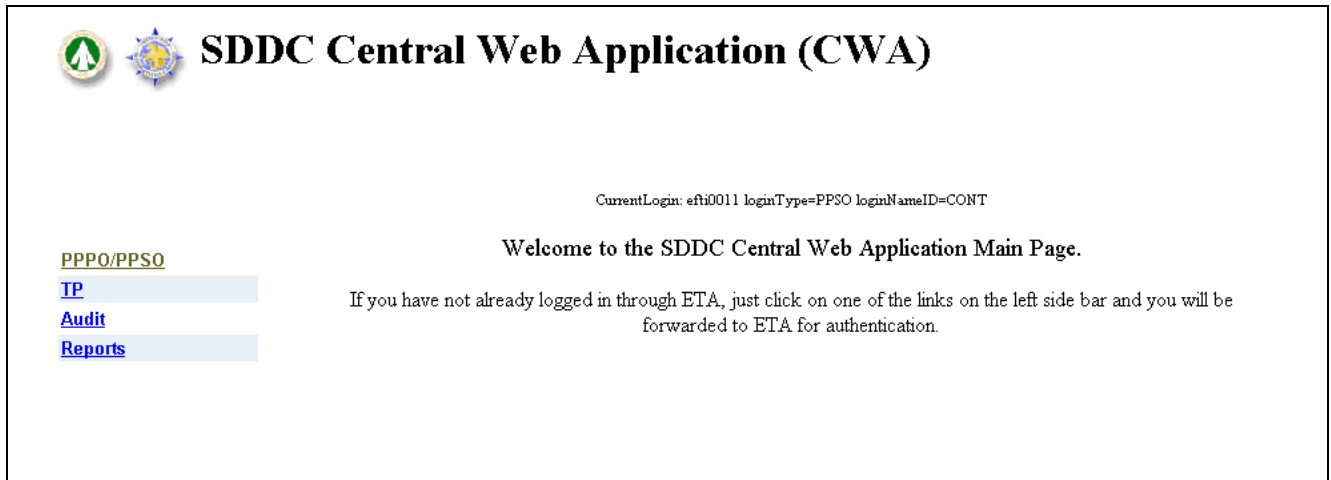 SDDC Central Web Application (CWA)
CurrentLogin: efti0011 loginType=PPSO loginNameID=CONT
Welcome to the SDDC Central Web Application Main Page.
If you have not already logged in through ETA, just click on one of the links on the left side bar and you will be
forwarded to ETA for authentication.
PPPO/PPSO
TP
Audit
Reports